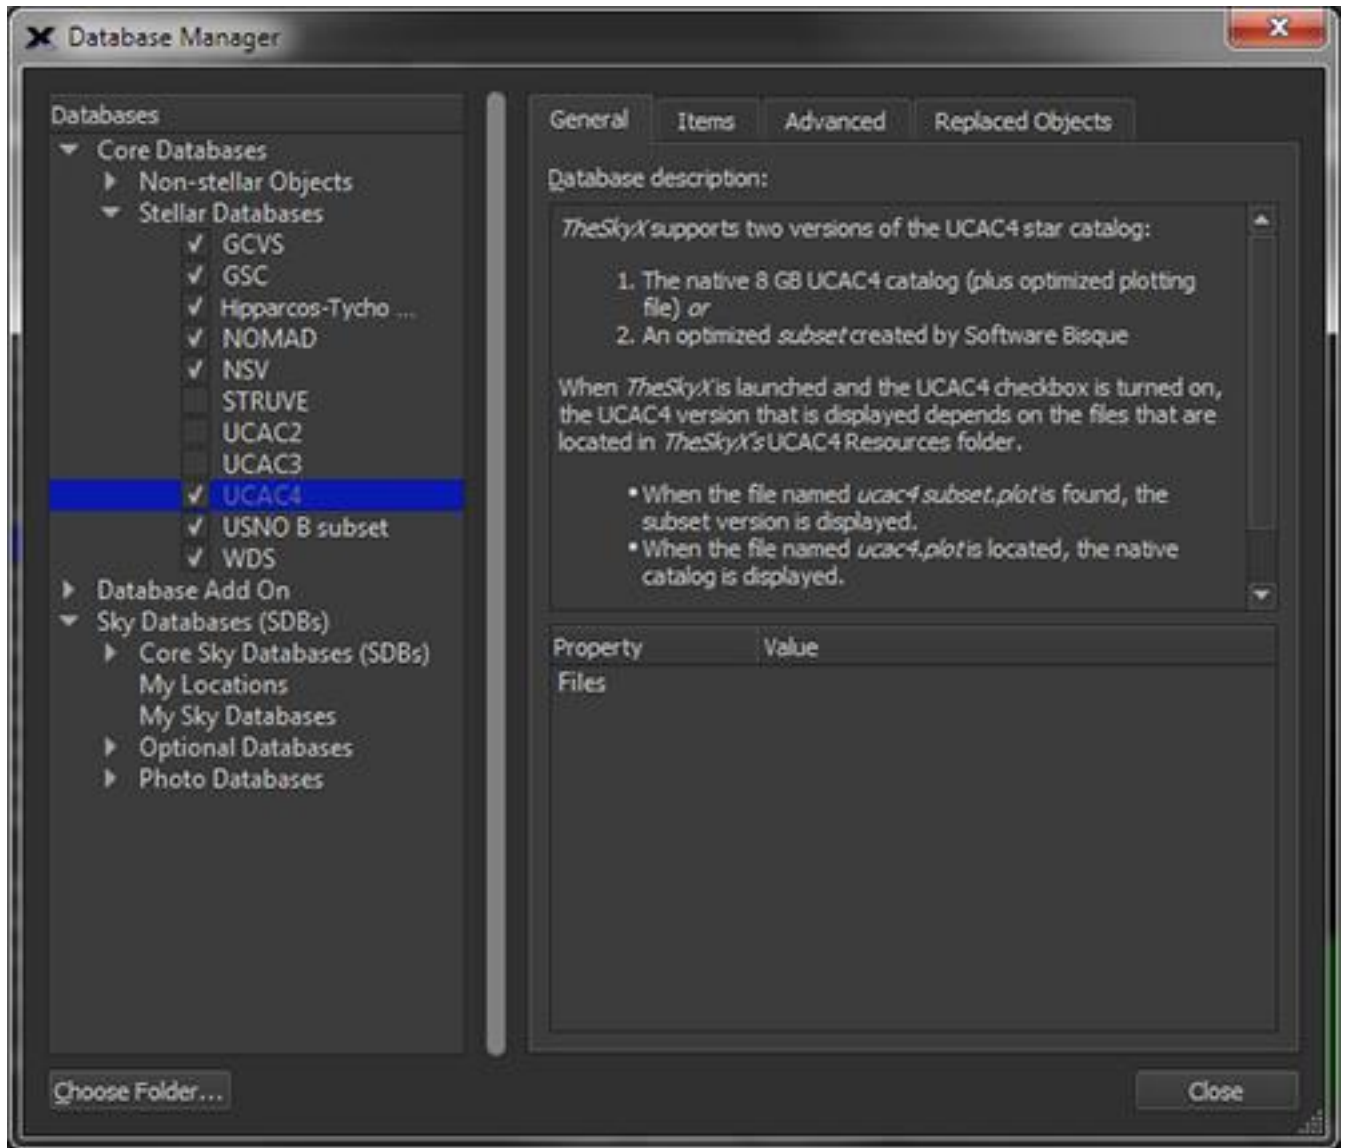 Database Manager
Databases
Core Databases
Non-stellar Objects
Stellar Databases
GCVS
GSC
Hipparcos-Tycho ...
NOMAD
NSV
STRUVE
UCAC2
UCAC3
UCAC4
USNO B subset
WDS
Database Add On
Sky Databases (SDBs)
Core Sky Databases (SDBs)
My Locations
My Sky Databases
Optional Databases
Photo Databases
Choose Folder...
General Items Advanced Replaced Objects
Database description:
TheSkyX supports two versions of the UCAC4 star catalog:
1. The native 8 GB UCAC4 catalog (plus optimized plotting
file) or
2. An optimized subset created by Software Bisque
When TheSkyX is launched and the UCAC4 checkbox is turned on,
the UCAC4 version that is displayed depends on the files that are
located in TheSkyX's UCAC4 Resources folder.
• When the file named ucac4 subset.plot is found, the
subset version is displayed.
• When the file named ucac4.plot is located, the native
catalog is displayed.
Property Value
Files
Close